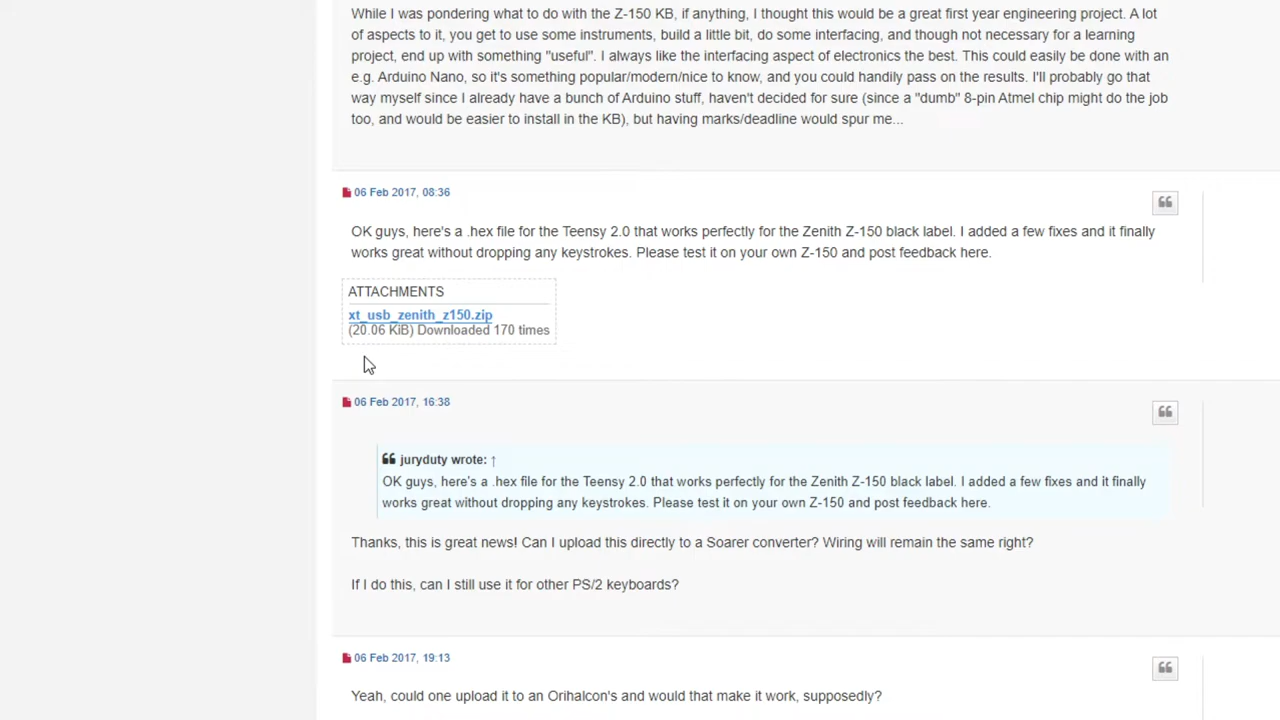 While I was pondering what to do with the Z-150 KB, if anything, I thought this would be a great first year engineering project. A lot
of aspects to it, you get to use some instruments, build a little bit, do some interfacing, and though not necessary for a learning
project, end up with something "useful". I always like the interfacing aspect of electronics the best. This could easily be done with an
e.g. Arduino Nano, so it's something popular/modern/nice to know, and you could handily pass on the results. I'll probably go that
way myself since I already have a bunch of Arduino stuff, haven't decided for sure (since a "dumb" 8-pin Atmel chip might do the job
too, and would be easier to install in the KB), but having marks/deadline would spur me...
06 Feb 2017, 08:36
OK guys, here's a .hex file for the Teensy 2.0 that works perfectly for the Zenith Z-150 black label. I added a few fixes and it finally
works great without dropping any keystrokes. Please test it on your own Z-150 and post feedback here.
ATTACHMENTS
xt_usb_zenith_z150.zip
(20.06 KiB) Downloaded 170 times
06 Feb 2017, 16:38
juryduty wrote: ↑
OK guys, here's a .hex file for the Teensy 2.0 that works perfectly for the Zenith Z-150 black label. I added a few fixes and it finally
works great without dropping any keystrokes. Please test it on your own Z-150 and post feedback here.
Thanks, this is great news! Can I upload this directly to a Soarer converter? Wiring will remain the same right?
If I do this, can I still use it for other PS/2 keyboards?
06 Feb 2017, 19:13
Yeah, could one upload it to an Orihalcon's and would that make it work, supposedly?